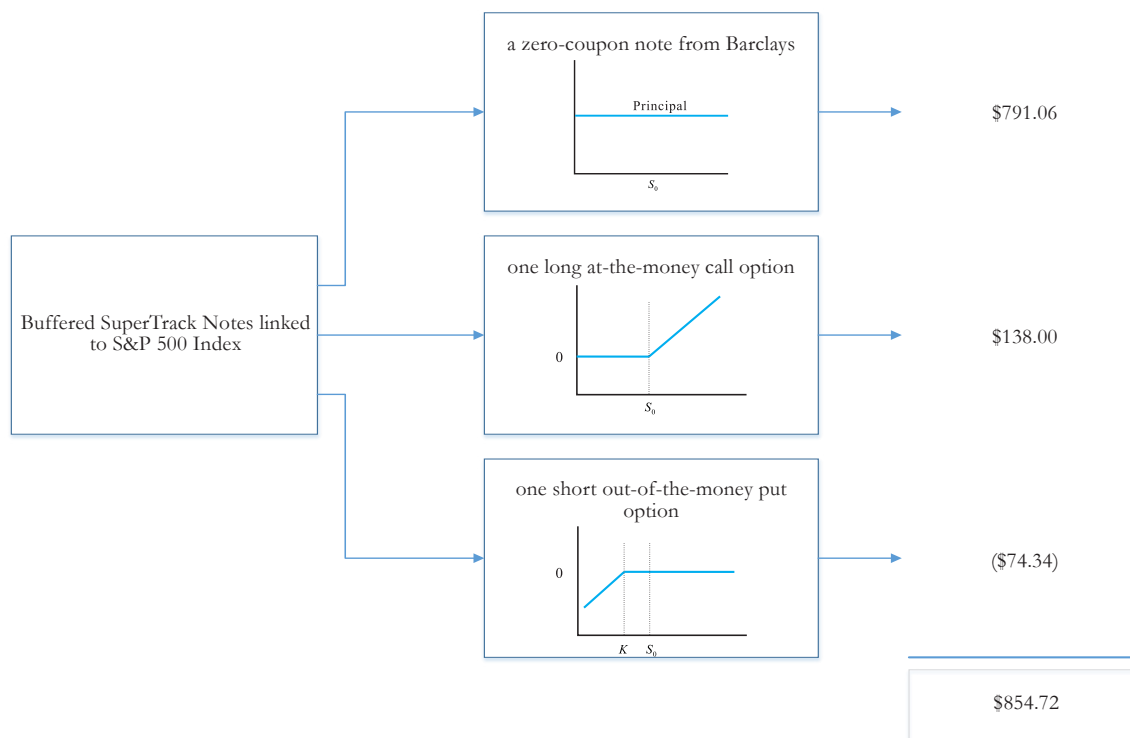 a zero-coupon note from Barclays
Principal
S₀
$791.06
Buffered SuperTrack Notes linked
to S&P 500 Index
one long at-the-money call option
0
S₀
$138.00
one short out-of-the-money put
option
0
K S₀
($74.34)
$854.72